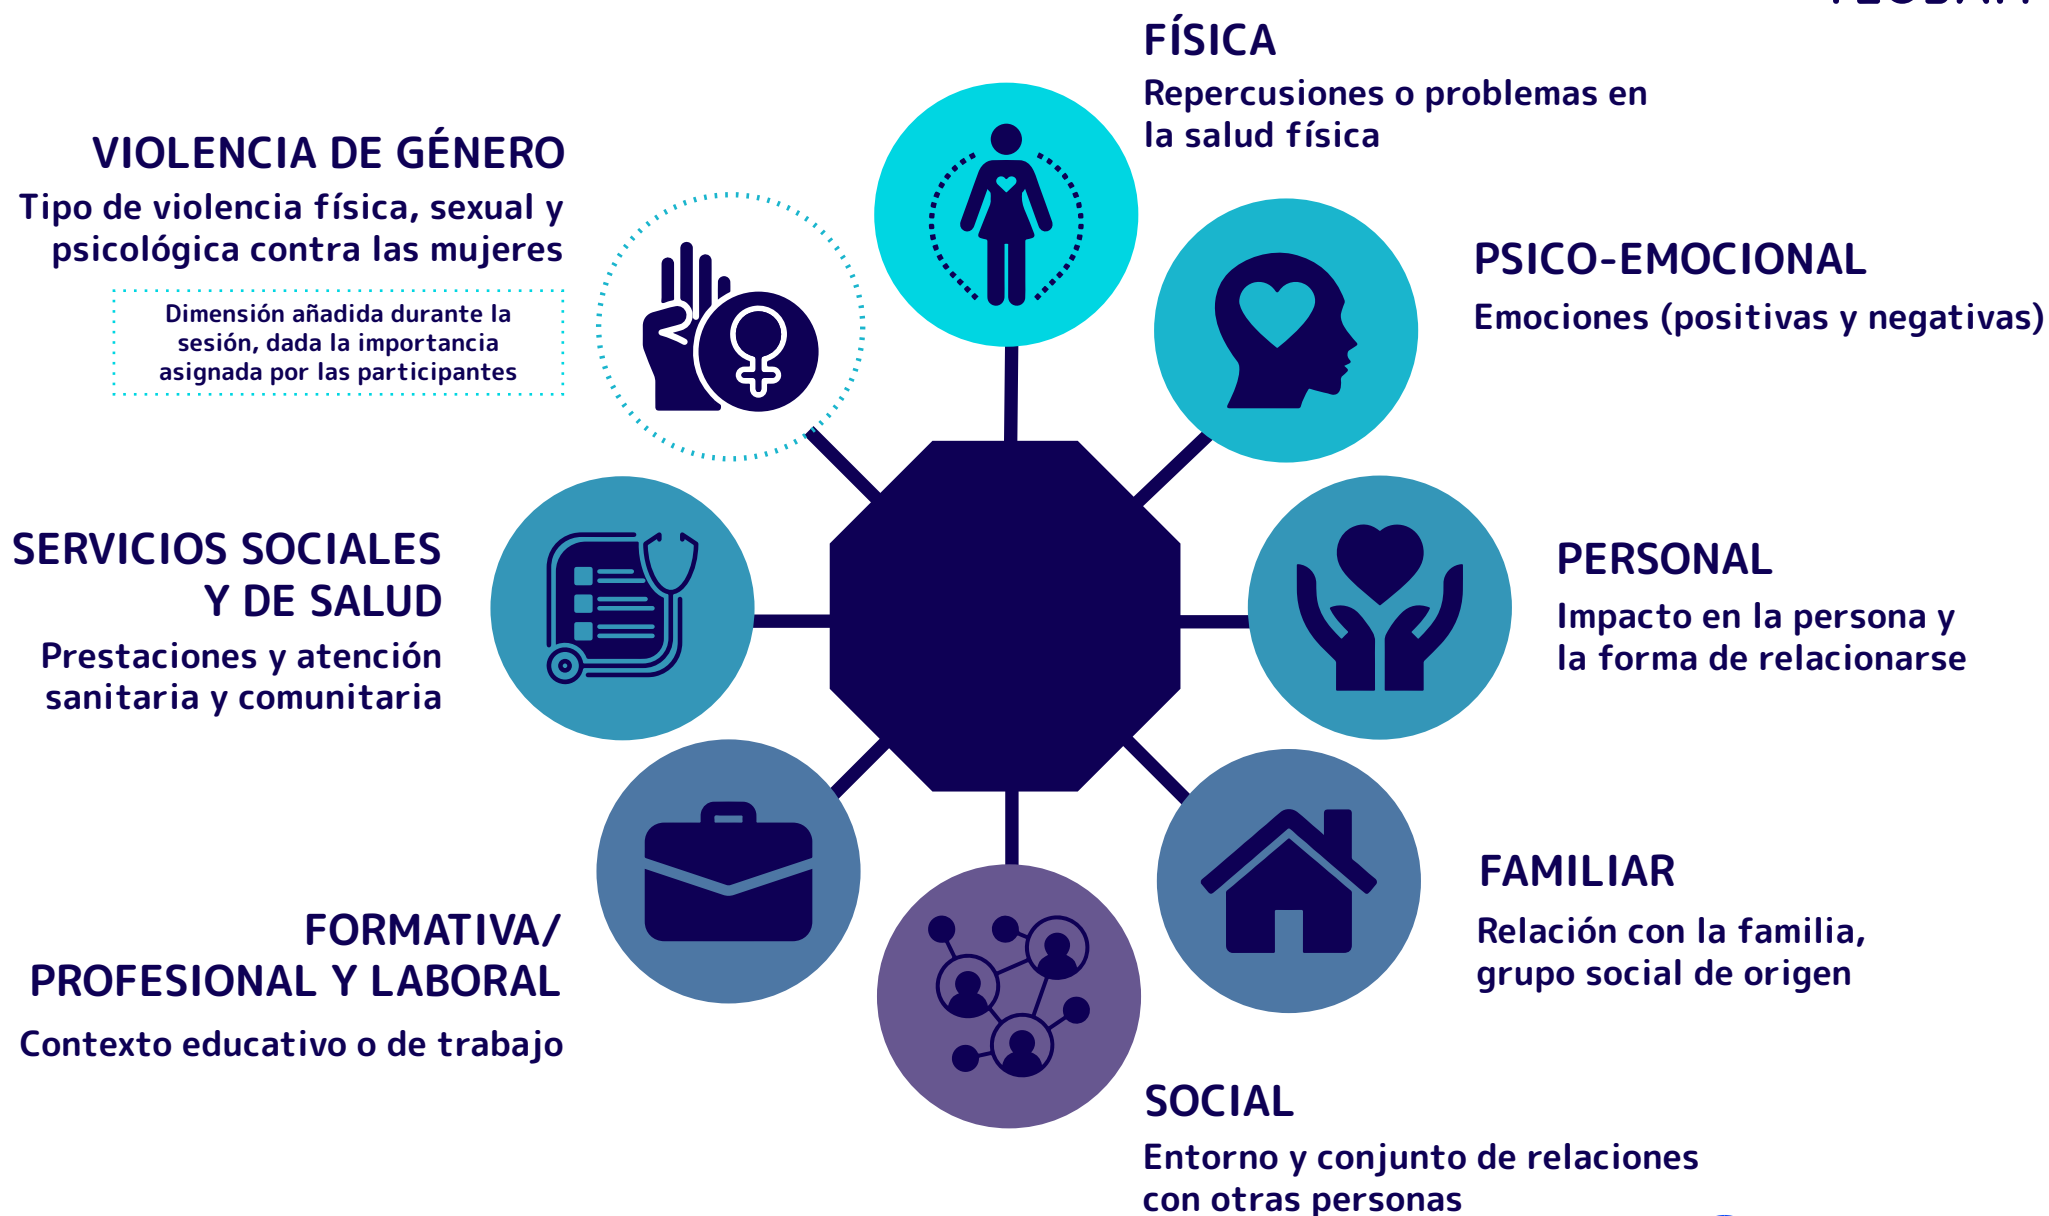 FÍSICA
Repercusiones o problemas en
la salud física
VIOLENCIA DE GÉNERO
Tipo de violencia física, sexual y
psicológica contra las mujeres
Dimensión añadida durante la
sesión, dada la importancia
asignada por las participantes
PSICO-EMOCIONAL
Emociones (positivas y negativas)
SERVICIOS SOCIALES
Y DE SALUD
Prestaciones y atención
sanitaria y comunitaria
PERSONAL
Impacto en la persona y
la forma de relacionarse
FORMATIVA/
PROFESIONAL Y LABORAL
Contexto educativo o de trabajo
FAMILIAR
Relación con la familia,
grupo social de origen
SOCIAL
Entorno y conjunto de relaciones
con otras personas